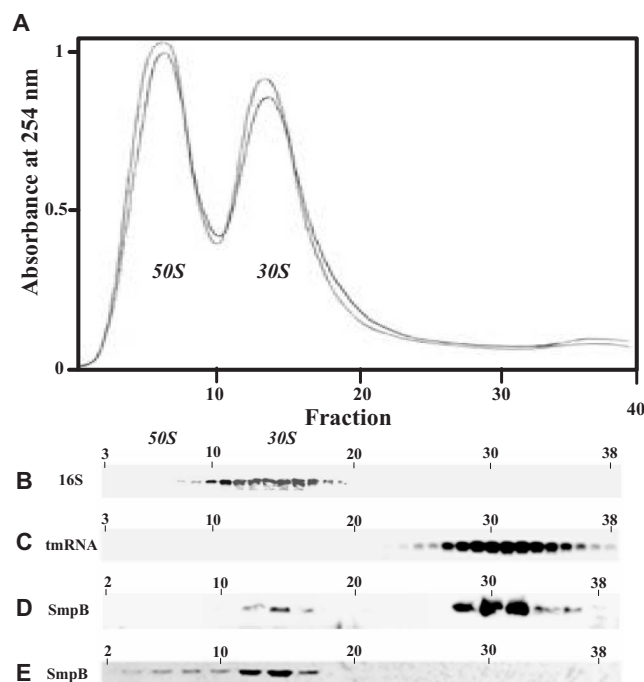 A
Absorbance at 254 nm
1
0.5
0
50S 30S
10 20 30 40
Fraction
50S 30S
3 10 20 30 38
B 16S
3 10 20 30 38
C tmRNA
2 10 20 30 38
D SmpB
2 10 20 30 38
E SmpB